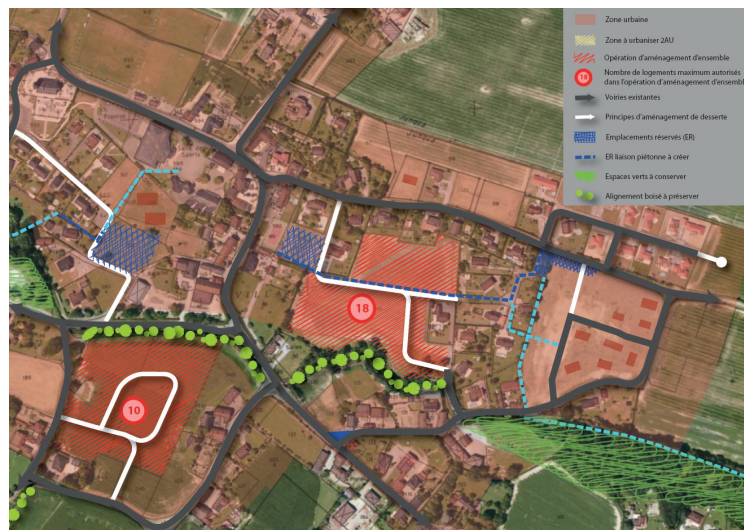 Zone urbaine
Zone à urbaniser 2AU
Opération d'aménagement d'ensemble
10
Nombre de logements maximum autorisés
dans l'opération d'aménagement d'ensemble
Voiries existantes
Principes d'aménagement de desserte
Emplacements réservés (ER)
ER liaison piétonne à créer
Espaces verts à conserver
Alignement boisé à préserver
18
10